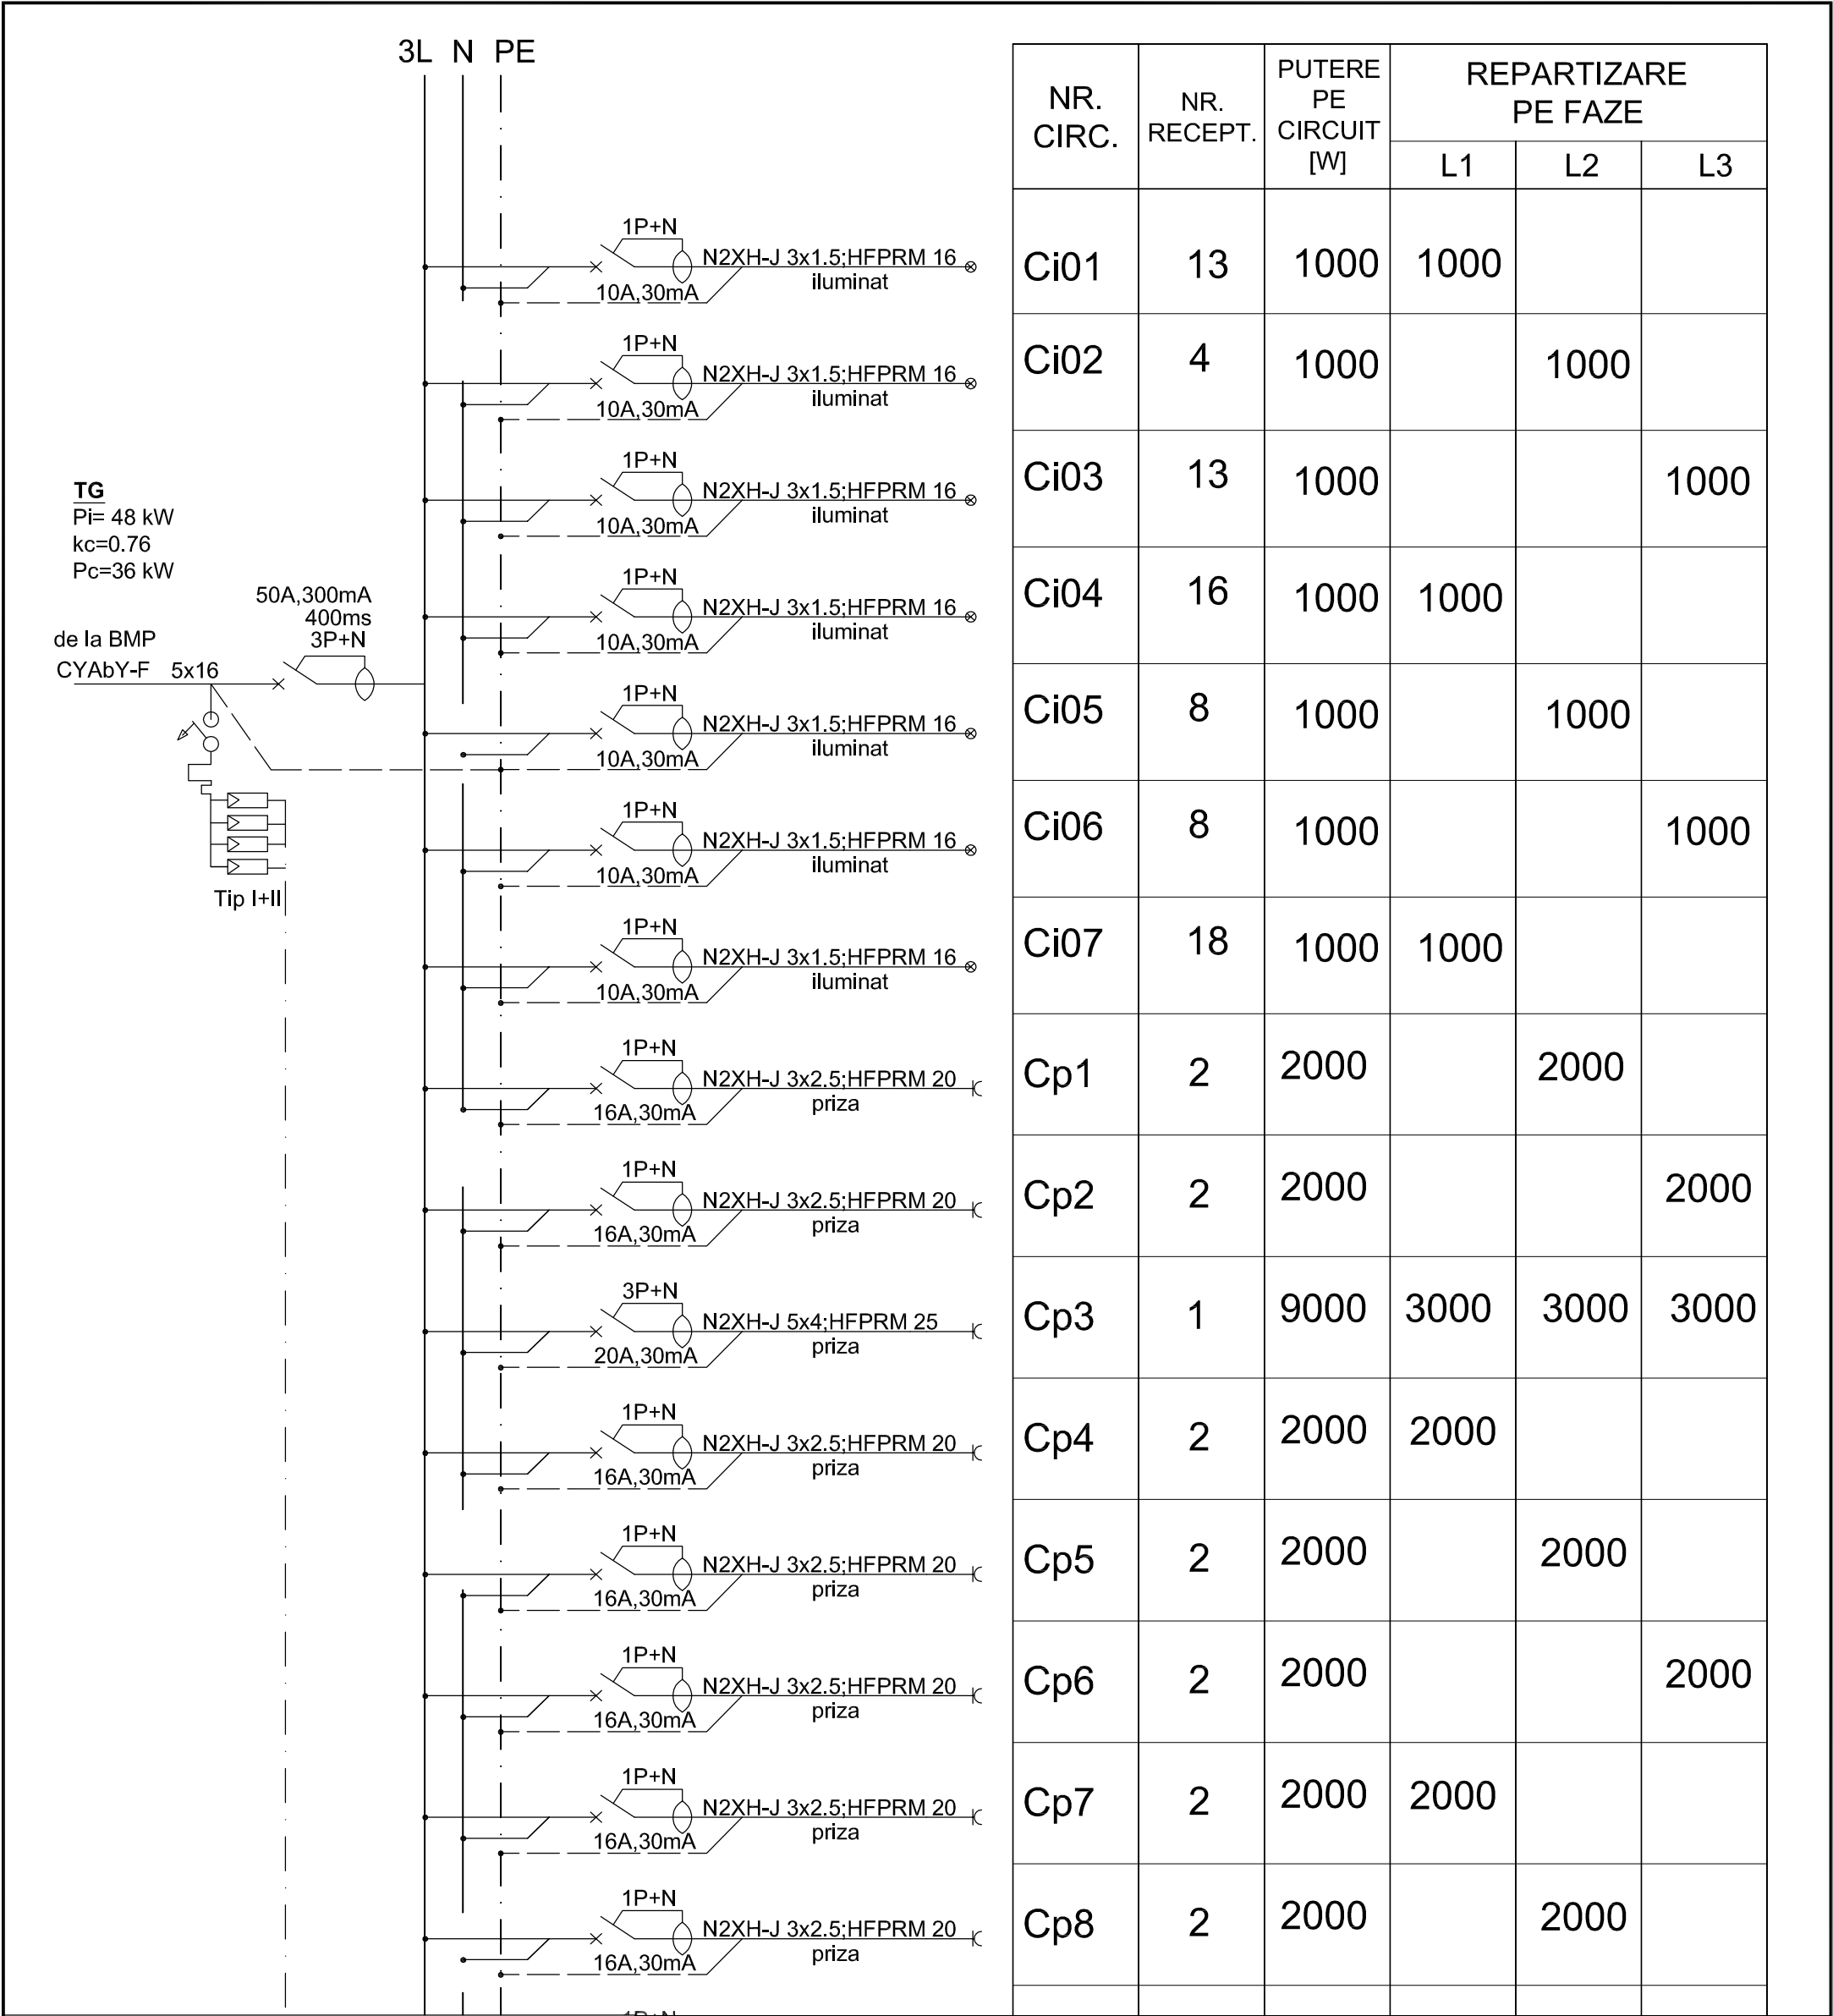 3L N PE
NR. CIRC.
NR. RECEPT.
PUTERE PE CIRCUIT [W]
REPARTIZARE PE FAZE
L1 L2 L3
TG
Pi= 48 kW
kc=0.76
Pc=36 kW
50A,300mA
400ms
3P+N
de la BMP
CYAbY-F 5x16
Tip I+II
1P+N
N2XH-J 3x1.5;HFPRM 16
10A,30mA
iluminat
Ci01 13 1000 1000
1P+N
N2XH-J 3x1.5;HFPRM 16
10A,30mA
iluminat
Ci02 4 1000 1000
1P+N
N2XH-J 3x1.5;HFPRM 16
10A,30mA
iluminat
Ci03 13 1000 1000
1P+N
N2XH-J 3x1.5;HFPRM 16
10A,30mA
iluminat
Ci04 16 1000 1000
1P+N
N2XH-J 3x1.5;HFPRM 16
10A,30mA
iluminat
Ci05 8 1000 1000
1P+N
N2XH-J 3x1.5;HFPRM 16
10A,30mA
iluminat
Ci06 8 1000 1000
1P+N
N2XH-J 3x1.5;HFPRM 16
10A,30mA
iluminat
Ci07 18 1000 1000
1P+N
N2XH-J 3x2.5;HFPRM 20
16A,30mA
priza
Cp1 2 2000 2000
1P+N
N2XH-J 3x2.5;HFPRM 20
16A,30mA
priza
Cp2 2 2000 2000
3P+N
N2XH-J 5x4;HFPRM 25
20A,30mA
priza
Cp3 1 9000 3000 3000 3000
1P+N
N2XH-J 3x2.5;HFPRM 20
16A,30mA
priza
Cp4 2 2000 2000
1P+N
N2XH-J 3x2.5;HFPRM 20
16A,30mA
priza
Cp5 2 2000 2000
1P+N
N2XH-J 3x2.5;HFPRM 20
16A,30mA
priza
Cp6 2 2000 2000
1P+N
N2XH-J 3x2.5;HFPRM 20
16A,30mA
priza
Cp7 2 2000 2000
1P+N
N2XH-J 3x2.5;HFPRM 20
16A,30mA
priza
Cp8 2 2000 2000